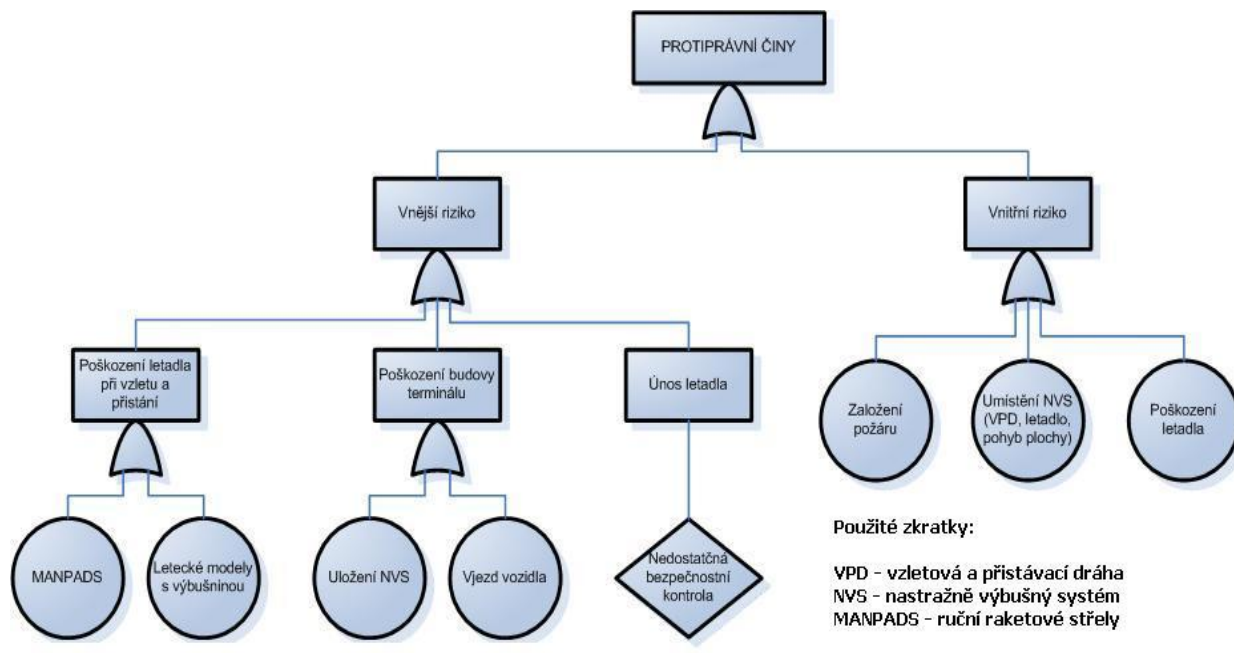 PROTIPRÁVNÍ ČINY
Vnější riziko
Vnitřní riziko
Poškození letadla
při vzletu a
přistání
Poškození budovy
terminálu
Únos letadla
Založení
požáru
Umístění NVS
(VPD, letadlo,
pohyb plochy)
Poškození
letadla
MANPADS
Letecké modely
s výbušninou
Uložení NVS
Vjezd vozidla
Nedostatčná
bezpečnostní
kontrola
Použité zkratky:
VPD - vzletová a přistávací dráha
NVS - nastražně výbušný systém
MANPADS - ruční raketové střely